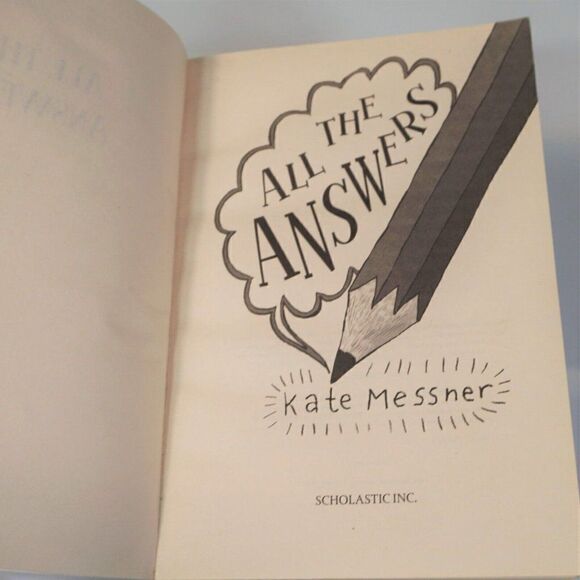 ALL THE
ANSWERS
Kate Messner
SCHOLASTIC INC.